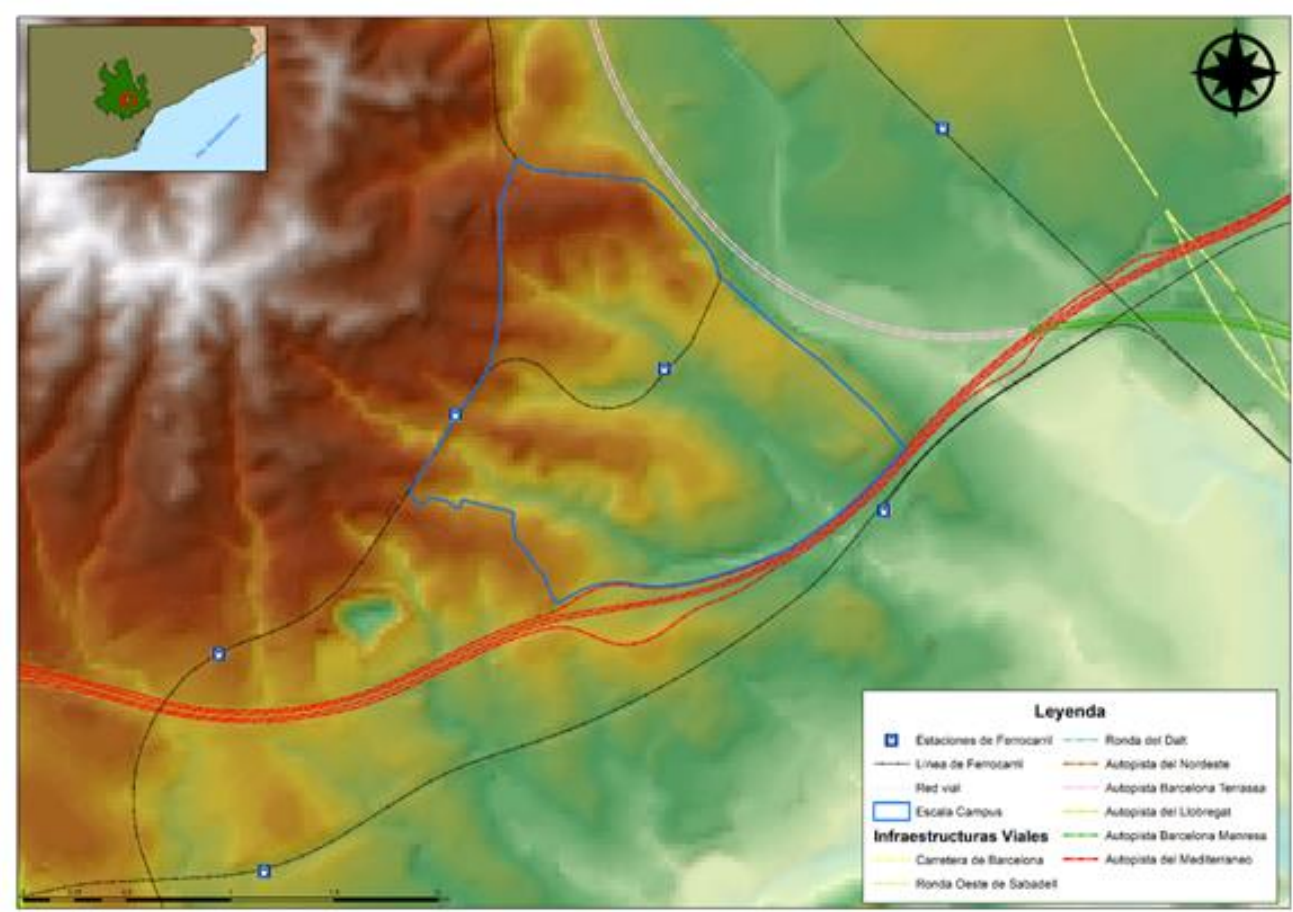 Leyenda
Estaciones de Ferrocarril
Línea de Ferrocarril
Red vial
Escala Campus
Infraestructuras Viales
Carretera de Barcelona
Ronda Oeste de Sabadell
Ronda del Dalt
Autopista del Nordeste
Autopista Barcelona Terrassa
Autopista del Llobregat
Autopista Barcelona Manresa
Autopista del Mediterraneo